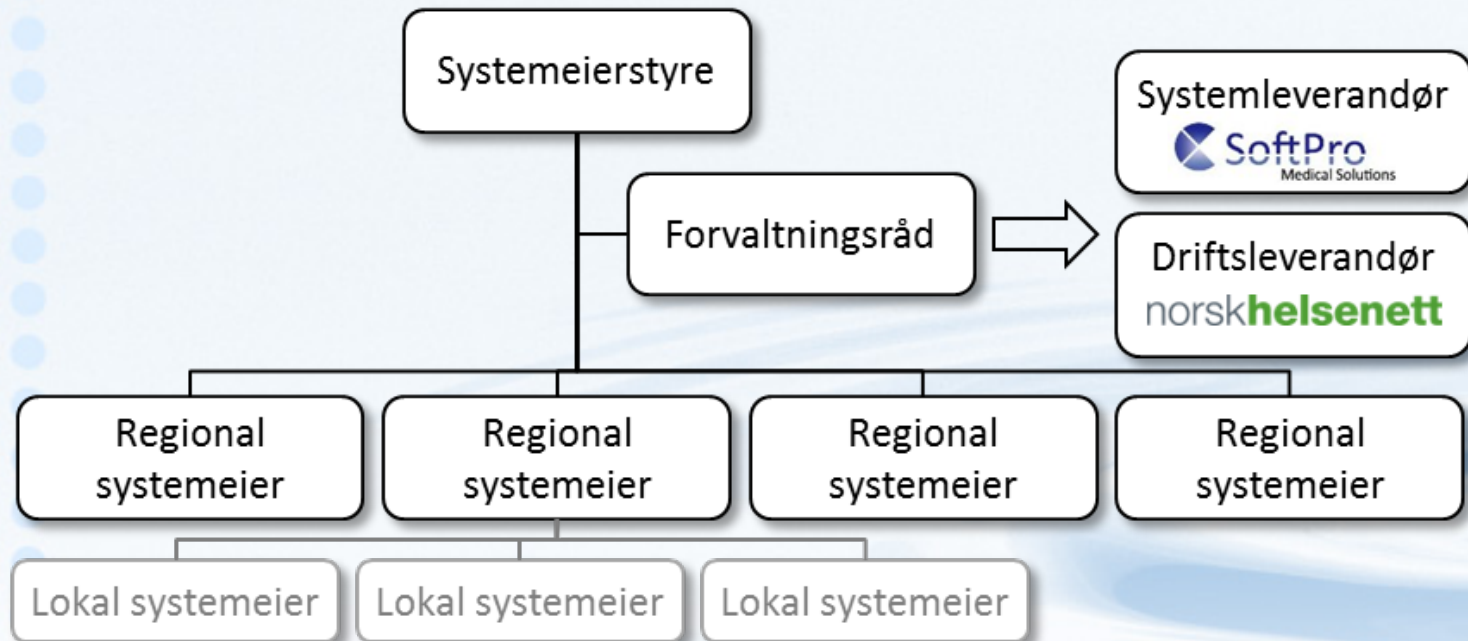 Systemeierstyre
Systemleverandør
SoftPro
Medical Solutions
Forvaltningsråd
Driftsleverandør
norskhelsenett
Regional
systemeier
Regional
systemeier
Regional
systemeier
Regional
systemeier
Lokal systemeier
Lokal systemeier
Lokal systemeier